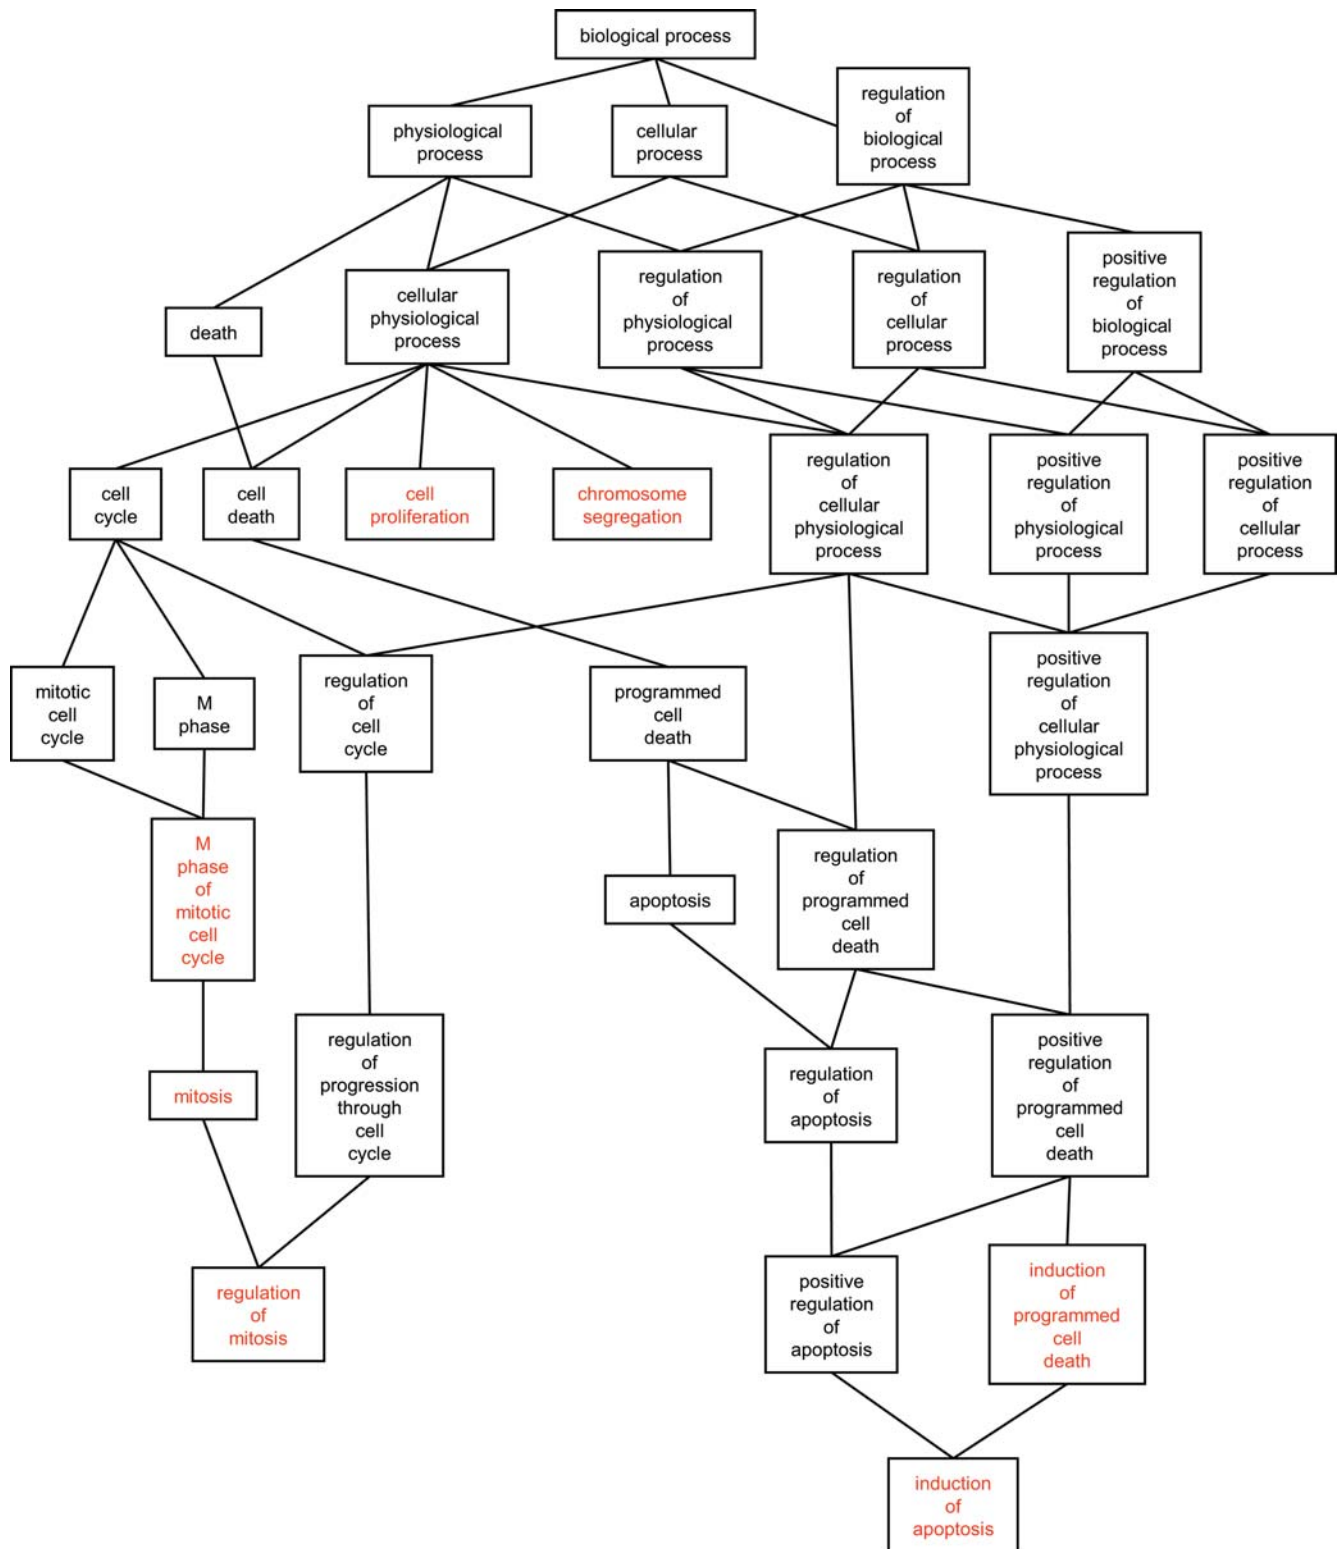 biological process
physiological
process
cellular
process
regulation
of
biological
process
death
cellular
physiological
process
regulation
of
physiological
process
regulation
of
cellular
process
positive
regulation
of
biological
process
cell
cycle
cell
death
cell
proliferation
chromosome
segregation
regulation
of
cellular
physiological
process
positive
regulation
of
physiological
process
positive
regulation
of
cellular
process
mitotic
cell
cycle
M
phase
regulation
of
cell
cycle
programmed
cell
death
positive
regulation
of
cellular
physiological
process
M
phase
of
mitotic
cell
cycle
apoptosis
regulation
of
programmed
cell
death
mitosis
regulation
of
progression
through
cell
cycle
regulation
of
apoptosis
positive
regulation
of
programmed
cell
death
regulation
of
mitosis
positive
regulation
of
apoptosis
induction
of
programmed
cell
death
induction
of
apoptosis